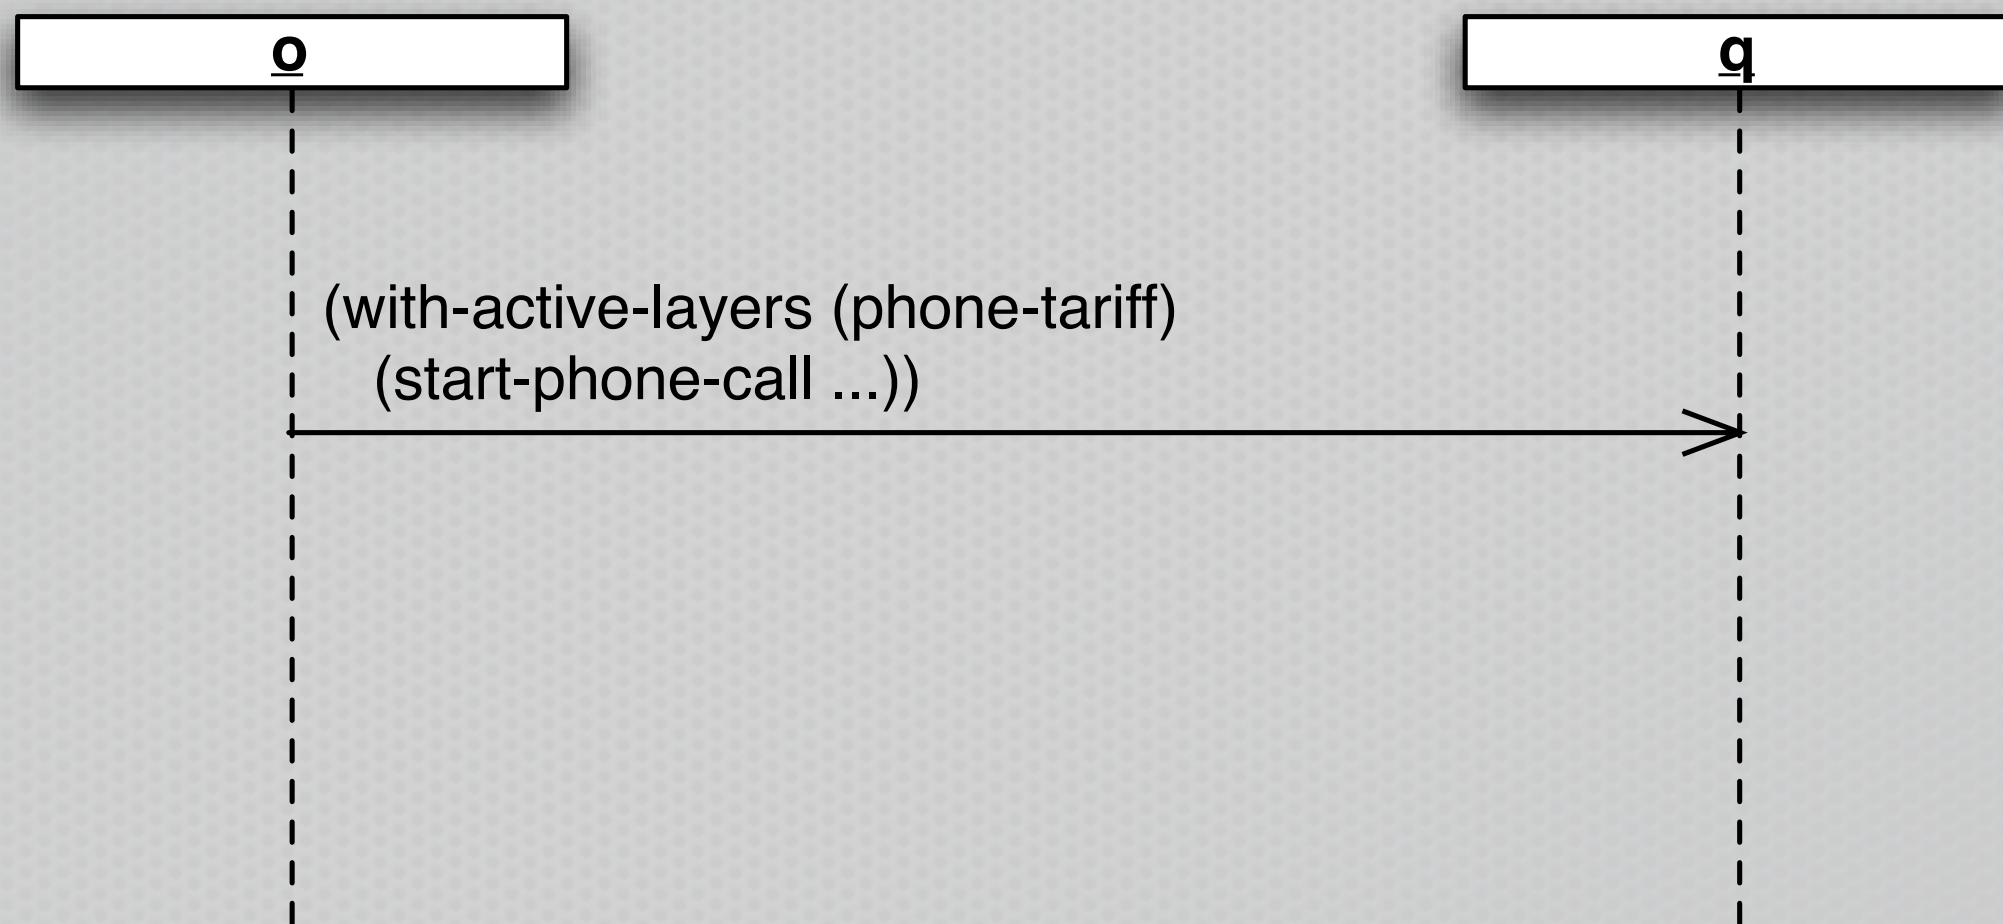 o
q
(with-active-layers (phone-tariff)
(start-phone-call ...))